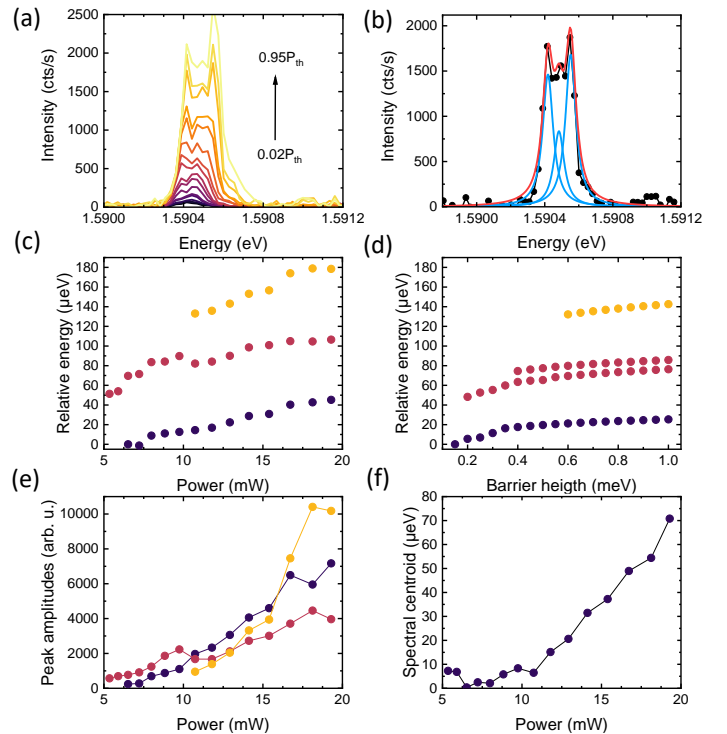 (a)
(b)
2500
2000
1500
1000
500
0
Intensity (cts/s)
0.95Pth
0.02Pth
1.5900 1.5904 1.5908 1.5912
Energy (eV)
2000
1500
1000
500
0
Intensity (cts/s)
1.5900 1.5904 1.5908 1.5912
Energy (eV)
(c)
(d)
180
160
140
120
100
80
60
40
20
0
Relative energy (µeV)
5 10 15 20
Power (mW)
180
160
140
120
100
80
60
40
20
0
Relative energy (µeV)
0.2 0.4 0.6 0.8 1.0
Barrier heigth (meV)
(e)
(f)
10000
8000
6000
4000
2000
0
Peak amplitudes (arb. u.)
5 10 15 20
Power (mW)
80
70
60
50
40
30
20
10
0
Spectral centroid (µeV)
5 10 15 20
Power (mW)